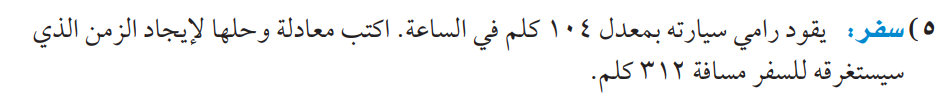 ٥) سفر: يقود رامي سيارته بمعدل ١٠٤ كلم في الساعة. اكتب معادلة وحلها لإيجاد الزمن الذي
سيستغرقه للسفر مسافة ٣١٢ كلم.